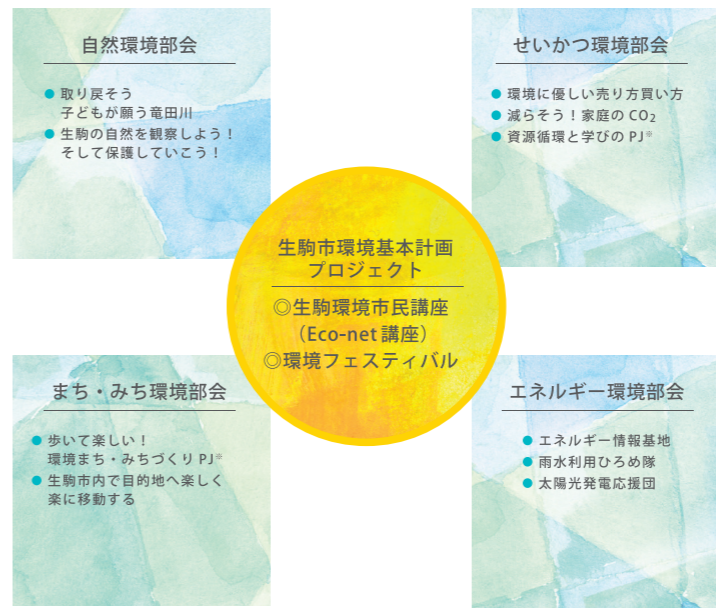 自然環境部会
● 取り戻そう
子どもが願う竜田川
● 生駒の自然を観察しよう！
そして保護していこう！
せいかつ環境部会
● 環境に優しい売り方買い方
● 減らそう！家庭のCO₂
● 資源循環と学びのPJ※
生駒市環境基本計画
プロジェクト
◎生駒環境市民講座
（Eco-net講座）
◎環境フェスティバル
まち・みち環境部会
● 歩いて楽しい！
環境まち・みちづくりPJ※
● 生駒市内で目的地へ楽しく
楽に移動する
エネルギー環境部会
● エネルギー情報基地
● 雨水利用ひろめ隊
● 太陽光発電応援団